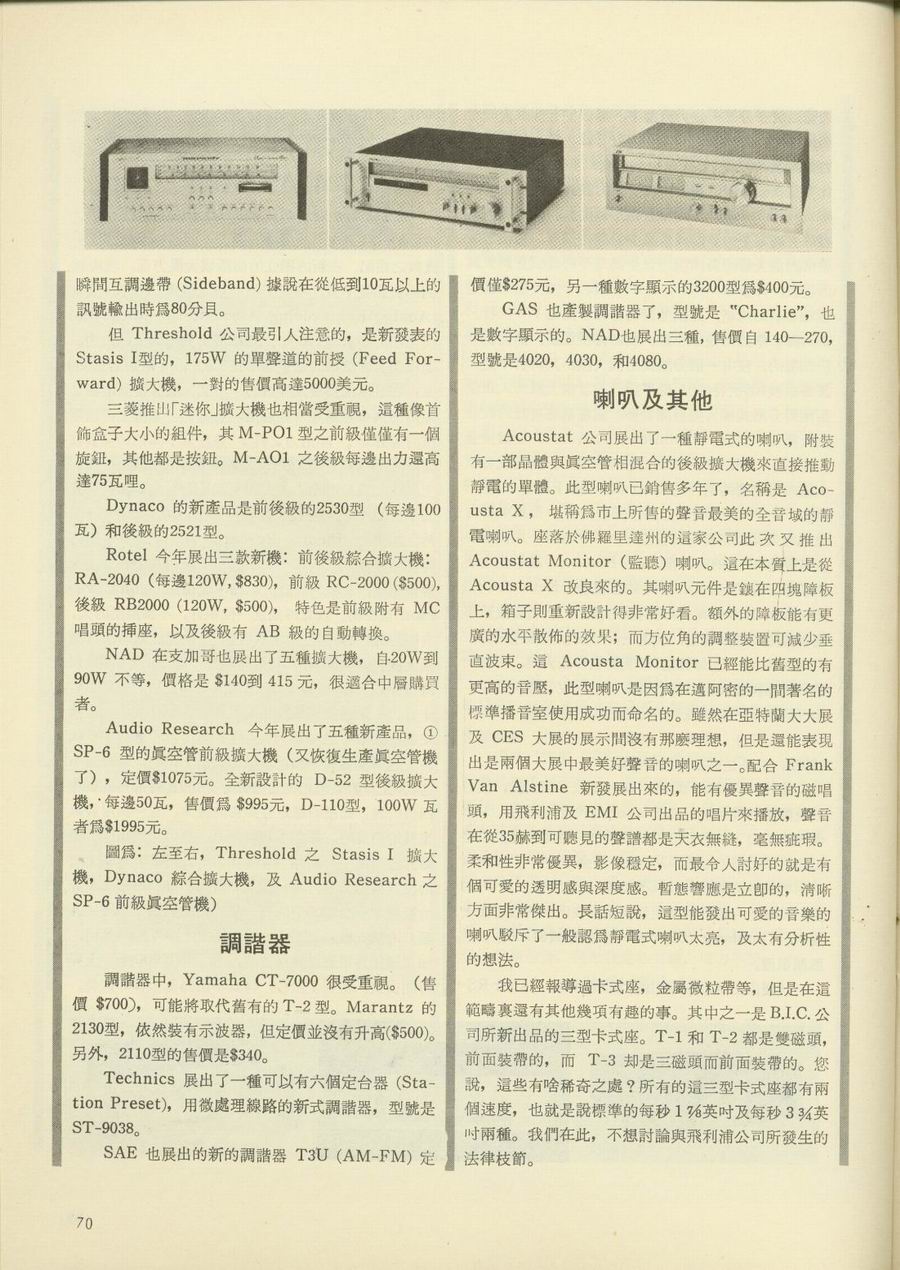 瞬間互調邊帶 (Sideband) 據說在從低到10瓦以上的
訊號輸出時爲80分貝。
但 Threshold 公司最引人注意的，是新發表的
Stasis I型的，175W 的單聲道的前授 (Feed For-
ward) 擴大機，一對的售價高達5000美元。
三菱推出「迷你」擴大機也相當受重視，這種像首
飾盒子大小的組件，其 M-PO1 型之前級僅僅有一個
旋鈕，其他都是按鈕。M-AO1 之後級每邊出力還高
達75瓦哩。
Dynaco 的新產品是前後級的2530型 （每邊100
瓦）和後級的2521型。
Rotel 今年展出三款新機：前後級綜合擴大機：
RA-2040（每邊120W, $830），前級 RC-2000 ($500),
後級 RB2000 (120W, $500)， 特色是前級附有 MC
唱頭的揷座，以及後級有 AB 級的自動轉換。
NAD 在支加哥也展出了五種擴大機，自20W到
90W 不等，價格是 $140到 415 元，很適合中層購買
者。
Audio Research 今年展出了五種新產品，①
SP-6 型的眞空管前級擴大機（又恢復生產眞空管機
了），定價$1075元。全新設計的 D-52 型後級擴大
機，每邊50瓦，售價爲 $995元，D-110型，100W 瓦
者爲$1995元。
圖爲：左至右，Threshold 之 Stasis I 擴大
機，Dynaco 綜合擴大機，及 Audio Research 之
SP-6 前級眞空管機）
調諧器
調諧器中，Yamaha CT-7000 很受重視。（售
價 $700），可能將取代舊有的 T-2 型。Marantz 的
2130型，依然裝有示波器，但定價並沒有升高($500)。
另外，2110型的售價是$340。
Technics 展出了一種可以有六個定台器 (Sta-
tion Preset)，用微處理線路的新式調諧器，型號是
ST-9038。
SAE 也展出的新的調諧器 T3U (AM-FM) 定
價僅$275元，另一種數字顯示的3200型爲$400元。
GAS 也產製調諧器了，型號是 "Charlie"，也
是數字顯示的。NAD也展出三種，售價自 140—270,
型號是4020，4030，和4080。
喇叭及其他
Acoustat 公司展出了一種靜電式的喇叭，附裝
有一部晶體與眞空管相混合的後級擴大機來直接推動
靜電的單體。此型喇叭已銷售多年了，名稱是 Aco-
usta X ， 堪稱爲市上所售的聲音最美的全音域的靜
電喇叭。座落於佛羅里達州的這家公司此次又推出
Acoustat Monitor（監聽）喇叭。這在本質上是從
Acousta X 改良來的。其喇叭元件是鑲在四塊障板
上，箱子則重新設計得非常好看。額外的障板能有更
廣的水平散佈的效果；而方位角的調整裝置可減少垂
直波束。這 Acousta Monitor 已經能比舊型的有
更高的音壓，此型喇叭是因爲在邁阿密的一間著名的
標準播音室使用成功而命名的。雖然在亞特蘭大大展
及 CES 大展的展示間沒有那麼理想，但是還能表現
出是兩個大展中最美好聲音的喇叭之一。配合 Frank
Van Alstine 新發展出來的，能有優異聲音的磁唱
頭，用飛利浦及 EMI 公司出品的唱片來播放，聲音
在從35赫到可聽見的聲譜都是天衣無縫，毫無疵瑕。
柔和性非常優異，影像穩定，而最令人討好的就是有
個可愛的透明感與深度感。暫態響應是立卽的，清晰
方面非常傑出。長話短說，這型能發出可愛的音樂的
喇叭駁斥了一般認爲靜電式喇叭太亮，及太有分析性
的想法。
我已經報導過卡式座，金屬微粒帶等，但是在這
範疇裏還有其他幾項有趣的事。其中之一是 B.I.C. 公
司所新出品的三型卡式座。T-1 和 T-2 都是雙磁頭，
前面裝帶的，而 T-3 却是三磁頭而前面裝帶的。您
說，這些有啥稀奇之處？所有的這三型卡式座都有兩
個速度，也就是說標準的每秒 1 ⅞英吋及每秒 3 ¾英
吋兩種。我們在此，不想討論與飛利浦公司所發生的
法律枝節。
70